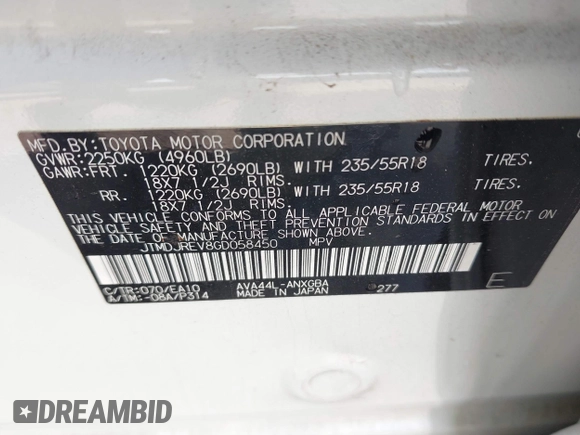 MFD.BY:TOYOTA MOTOR CORPORATION
GVWR:2250KG (4960LB)
GAWR:FRT. 1220KG (2690LB) WITH 235/55R18 TIRES.
18X7 1/2J RIMS.
RR. 1220KG (2690LB) WITH 235/55R18 TIRES.
18X7 1/2J RIMS.
THIS VEHICLE CONFORMS TO ALL APPLICABLE FEDERAL MOTOR
VEHICLE SAFETY AND THEFT PREVENTION STANDARDS IN EFFECT ON
THE DATE OF MANUFACTURE SHOWN ABOVE.
JTMDJREV8GD058450 MPV
C/TR:070/EA10 AVA44L-ANXGBA 277
A/TM:-08A/P314 MADE IN JAPAN E
DREAMBID